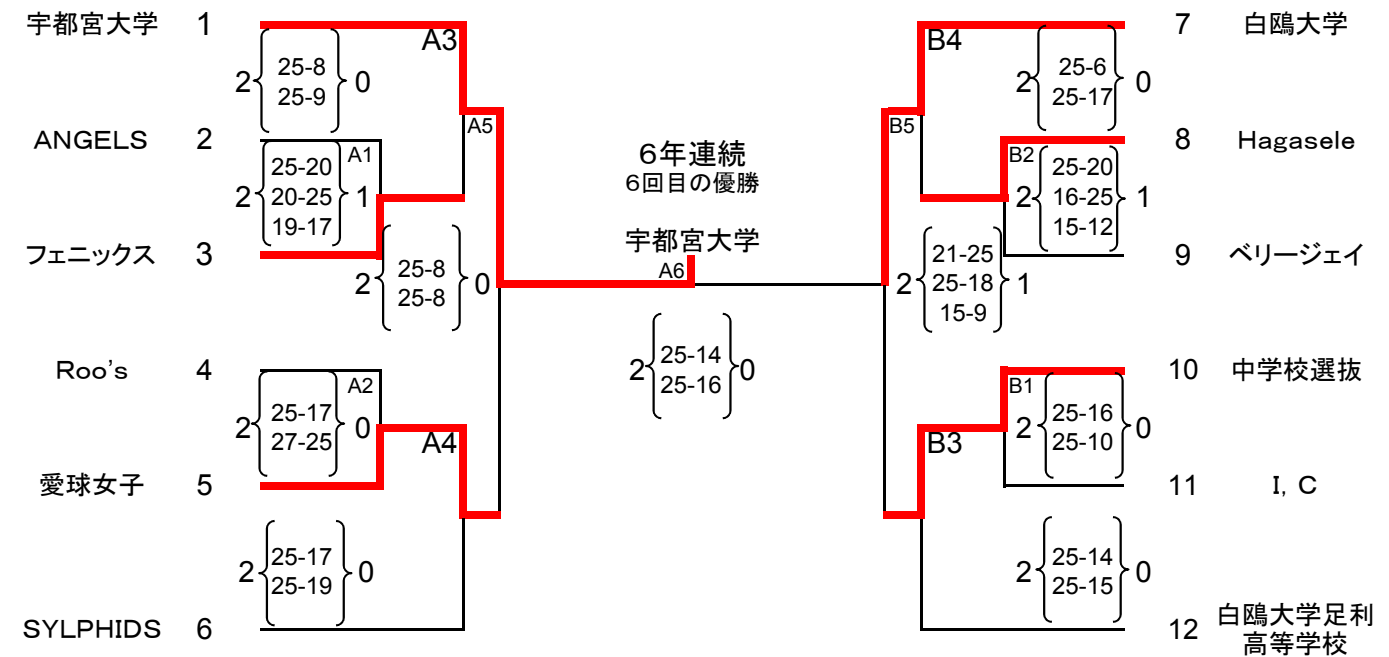 宇都宮大学 1
A3
2 25-8 0
25-9
ANGELS 2
A1
2 25-20 1
20-25
19-17
フェニックス 3
A5
2 25-8 0
25-8
Roo's 4
A2
2 25-17 0
27-25
愛球女子 5
A4
2 25-17 0
25-19
SYLPHIDS 6
6年連続
6回目の優勝
宇都宮大学
A6
2 25-14 0
25-16
7 白鴎大学
B4
2 25-6 0
25-17
B5
8 Hagasele
B2
2 25-20 1
16-25
15-12
9 ベリージェイ
2 21-25 1
25-18
15-9
10 中学校選抜
B1
2 25-16 0
25-10
B3
11 I, C
2 25-14 0
25-15
12 白鴎大学足利
高等学校